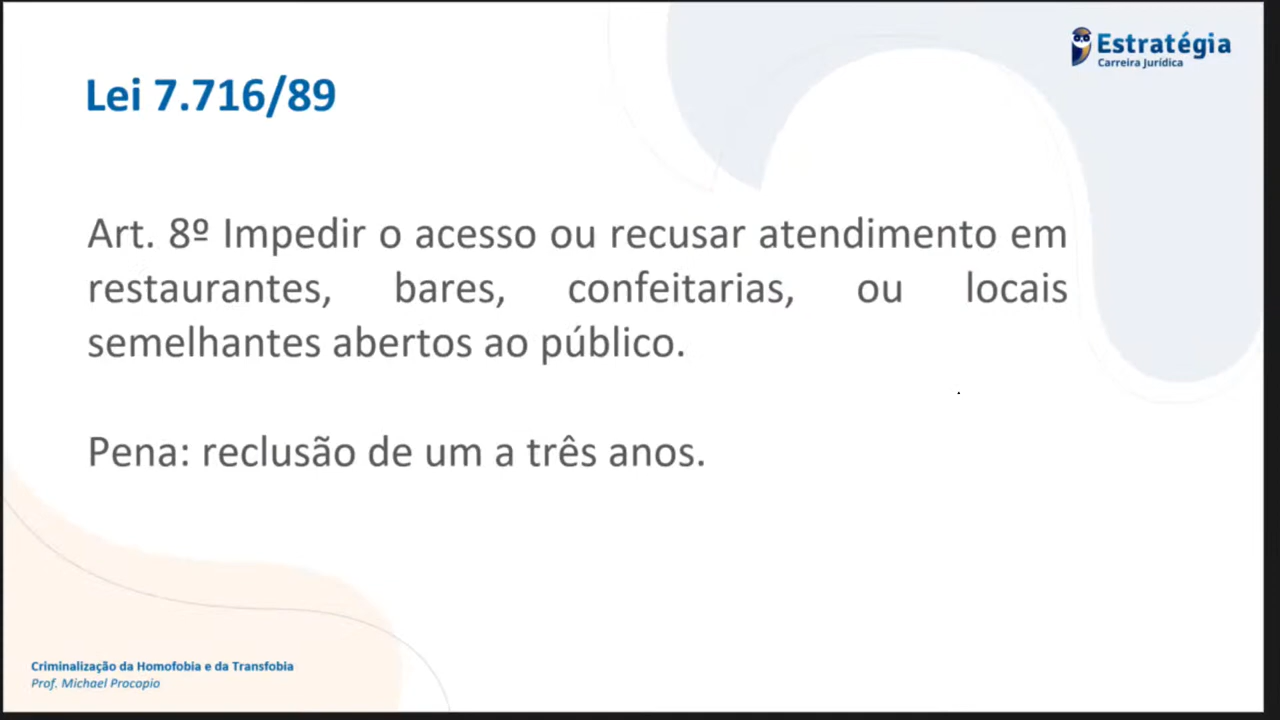 Estratégia
Carreira Jurídica
Lei 7.716/89
Art. 8º Impedir o acesso ou recusar atendimento em
restaurantes, bares, confeitarias, ou locais
semelhantes abertos ao público.
Pena: reclusão de um a três anos.
Criminalização da Homofobia e da Transfobia
Prof. Michael Procopio